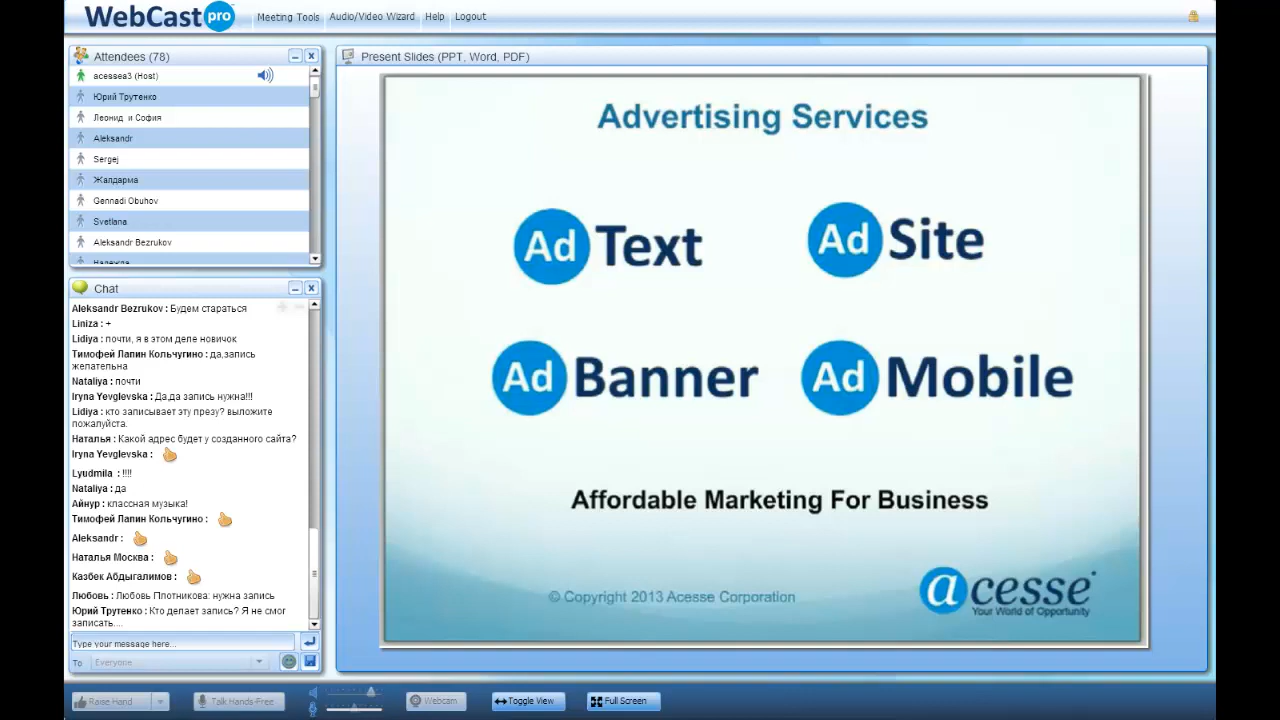 WebCast pro
Meeting Tools Audio/Video Wizard Help Logout
Attendees (78)
acessea3 (Host)
Юрий Трутенко
Леонид и София
Aleksandr
Sergej
Жалдарма
Gennadi Obuhov
Svetlana
Aleksandr Bezrukov
Надежда
Chat
Aleksandr Bezrukov : Будем стараться
Liniza : +
Lidiya : почти, я в этом деле новичок
Тимофей Лапин Кольчугино : да,запись
желательна
Nataliya : почти
Iryna Yevglevska : Да,да запись нужна!!!
Lidiya : кто записывает эту презу? выложите
пожалуйста.
Наталья : Какой адрес будет у созданного сайта?
Iryna Yevglevska :
Lyudmila : !!!!
Nataliya : да
Айнур : классная музыка!
Тимофей Лапин Кольчугино :
Aleksandr :
Наталья Москва :
Казбек Абдыгалимов :
Любовь : Любовь Плотникова: нужна запись
Юрий Трутенко : Кто делает запись? Я не смог
записать....
Type your message here...
To Everyone
Present Slides (PPT, Word, PDF)
Advertising Services
Ad Text
Ad Site
Ad Banner
Ad Mobile
Affordable Marketing For Business
© Copyright 2013 Acesse Corporation
acesse
Your World of Opportunity
Raise Hand Talk Hands-Free Webcam Toggle View Full Screen